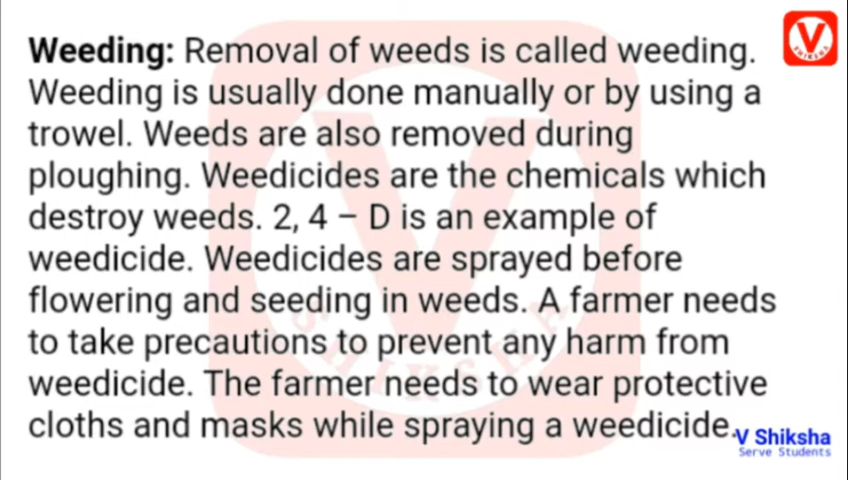 Weeding: Removal of weeds is called weeding.
Weeding is usually done manually or by using a
trowel. Weeds are also removed during
ploughing. Weedicides are the chemicals which
destroy weeds. 2, 4 – D is an example of
weedicide. Weedicides are sprayed before
flowering and seeding in weeds. A farmer needs
to take precautions to prevent any harm from
weedicide. The farmer needs to wear protective
cloths and masks while spraying a weedicide.
V SHIKSHA
V SHIKSHA
V Shiksha
Serve Students